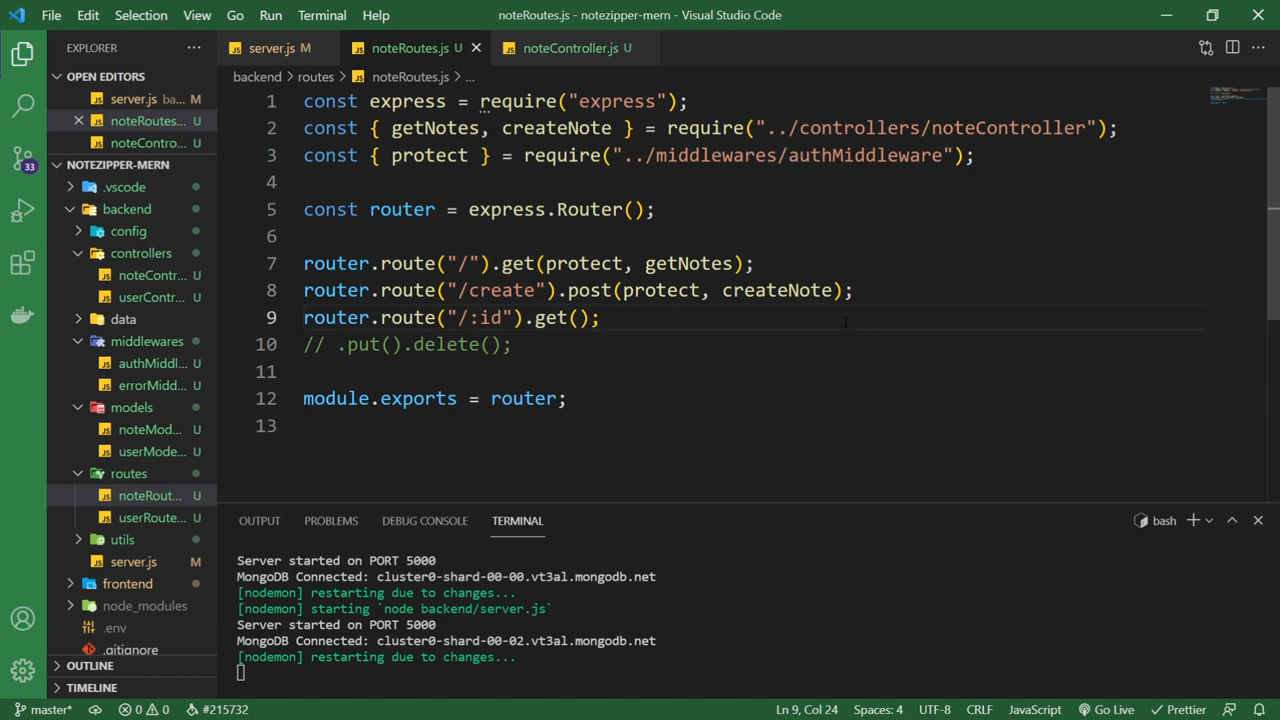 File Edit Selection View Go Run Terminal Help noteRoutes.js - notezipper-mern - Visual Studio Code
EXPLORER ···
server.js M noteRoutes.js U noteController.js U
OPEN EDITORS
backend › routes › noteRoutes.js › ...
server.js ba... M
noteRoutes... U
noteContro... U
NOTEZIPPER-MERN
.vscode
backend
config
controllers
noteContr... U
userContr... U
data
middlewares
authMiddl... U
errorMidd... U
models
noteMod... U
userMode... U
routes
noteRout... U
userRoute... U
utils
server.js M
frontend
node_modules
.env
.gitignore
OUTLINE
TIMELINE
33
1 const express = require("express");
2 const { getNotes, createNote } = require("../controllers/noteController");
3 const { protect } = require("../middlewares/authMiddleware");
4
5 const router = express.Router();
6
7 router.route("/").get(protect, getNotes);
8 router.route("/create").post(protect, createNote);
9 router.route("/:id").get();
10 // .put().delete();
11
12 module.exports = router;
13
OUTPUT PROBLEMS DEBUG CONSOLE TERMINAL bash
Server started on PORT 5000
MongoDB Connected: cluster0-shard-00-00.vt3al.mongodb.net
[nodemon] restarting due to changes...
[nodemon] starting `node backend/server.js`
Server started on PORT 5000
MongoDB Connected: cluster0-shard-00-02.vt3al.mongodb.net
[nodemon] restarting due to changes...
master* 0 0 #215732 Ln 9, Col 24 Spaces: 4 UTF-8 CRLF JavaScript Go Live Prettier